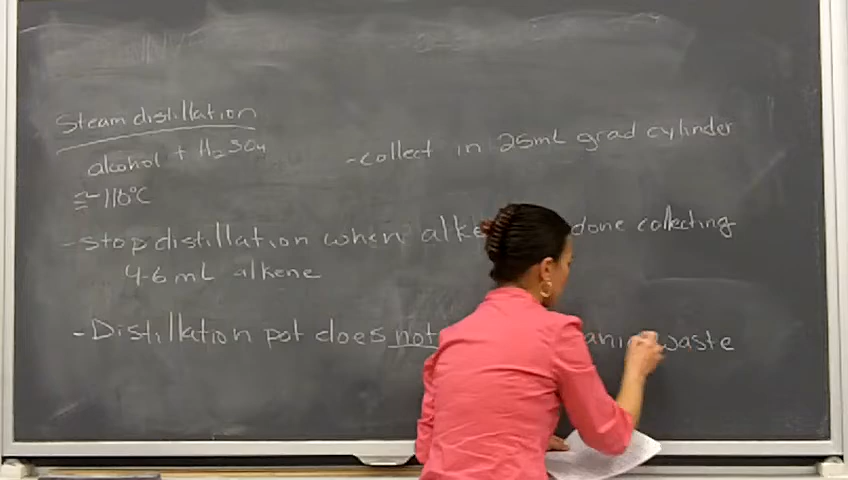 Steam distillation
alcohol + H₂SO₄
- collect in 25mL grad cylinder
≅ 110°C
- stop distillation when alke done collecting
4-6 mL alkene
- Distillation pot does not waste